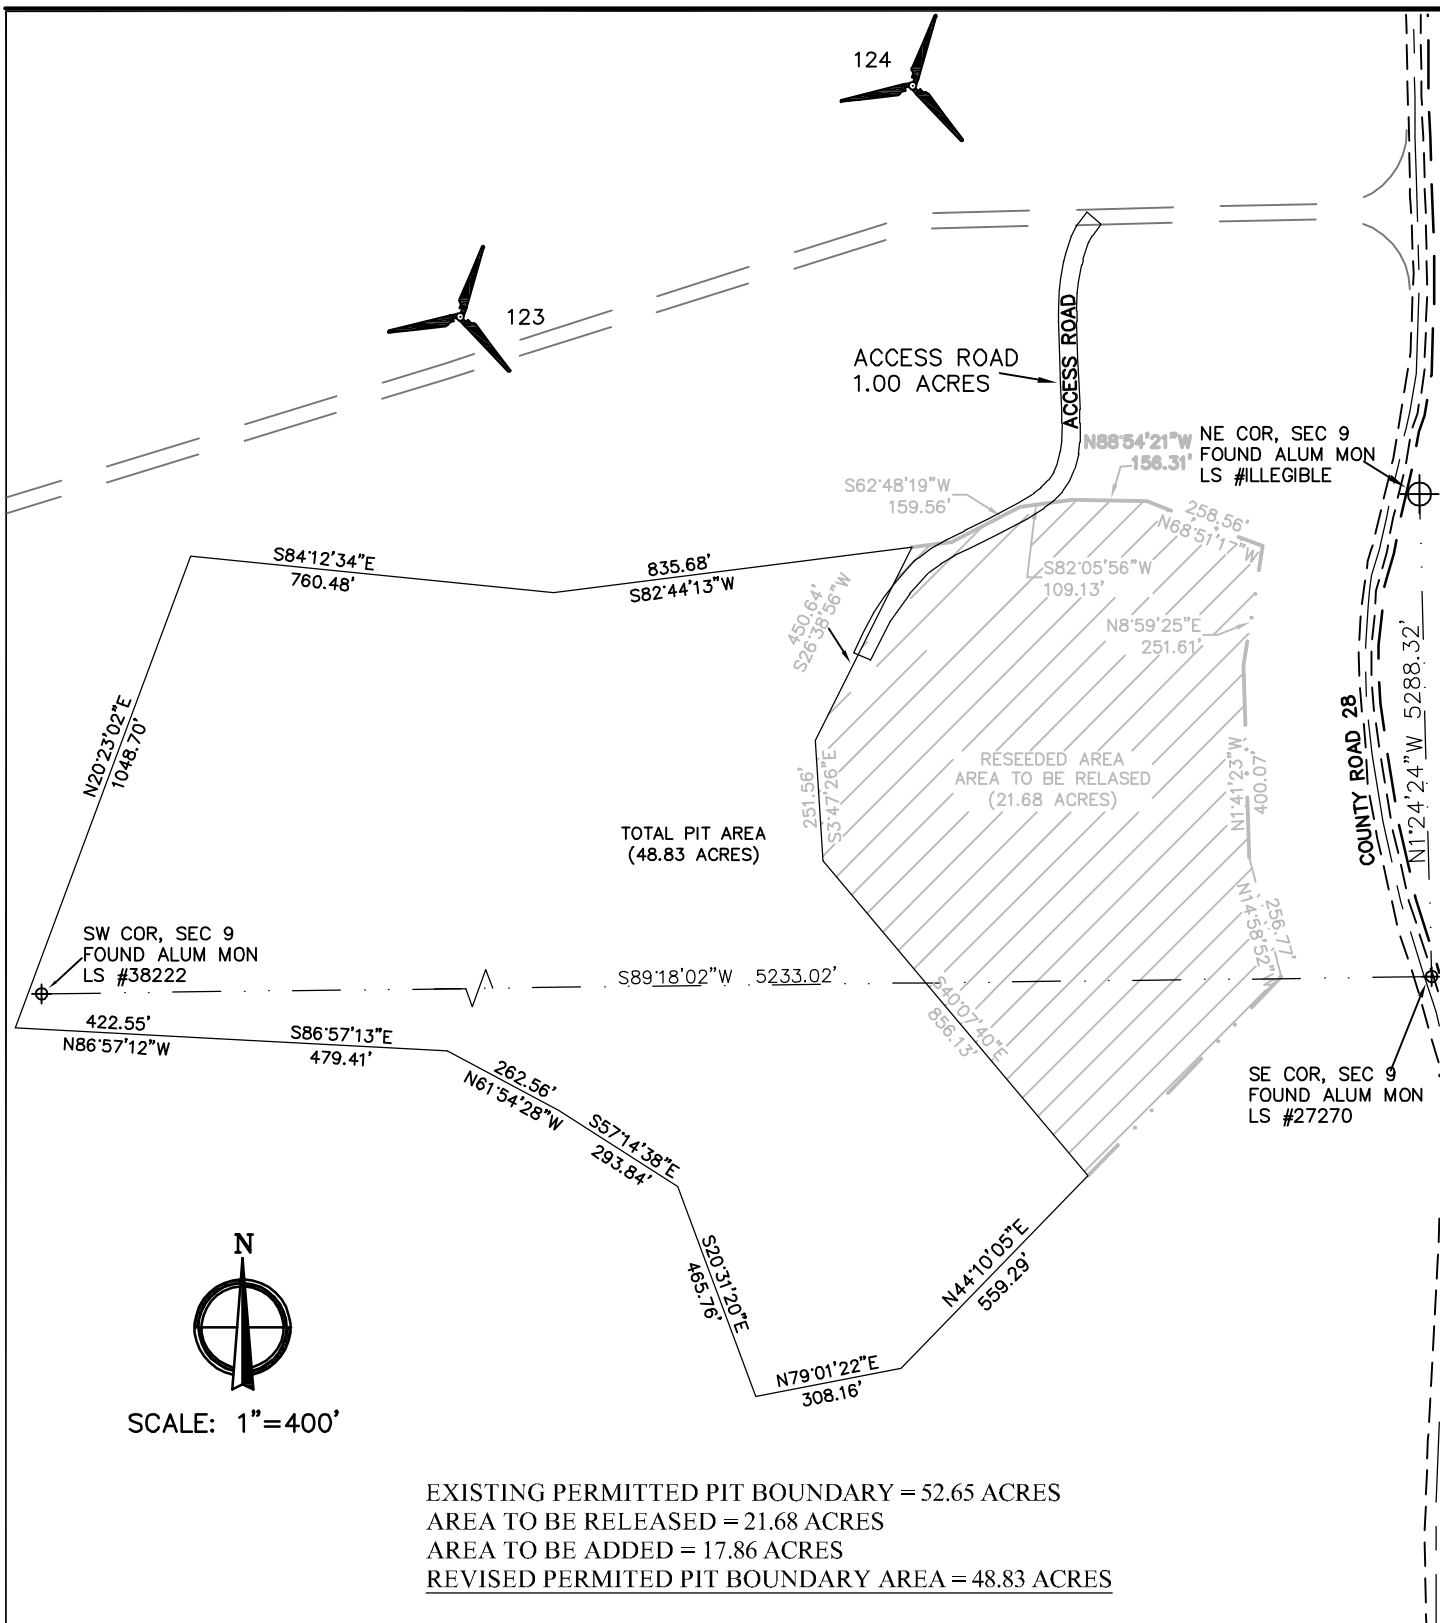 124
123
ACCESS ROAD
1.00 ACRES
ACCESS ROAD
N88°54'21"W
156.31'
NE COR, SEC 9
FOUND ALUM MON
LS #ILLEGIBLE
S62°48'19"W
159.56'
258.56'
N68°51'17"W
S84°12'34"E
760.48'
835.68'
S82°44'13"W
S82°05'56"W
109.13'
450.64'
S26°38'56"W
N8°59'25"E
251.61'
N20°23'02"E
1048.70'
251.56'
S3°47'26"E
RESEEDED AREA
AREA TO BE RELASED
(21.68 ACRES)
N1°41'23"W
400.07'
COUNTY ROAD 28
N1°24'24"W 5288.32'
TOTAL PIT AREA
(48.83 ACRES)
256.77'
N14°58'52"W
SW COR, SEC 9
FOUND ALUM MON
LS #38222
S89°18'02"W 5233.02'
S40°07'40"E
856.13'
422.55'
N86°57'12"W
S86°57'13"E
479.41'
262.56'
N61°54'28"W
S57°14'38"E
293.84'
SE COR, SEC 9
FOUND ALUM MON
LS #27270
S20°31'20"E
465.76'
N44°10'05"E
559.29'
N79°01'22"E
308.16'
N
SCALE: 1"=400'
EXISTING PERMITTED PIT BOUNDARY = 52.65 ACRES
AREA TO BE RELEASED = 21.68 ACRES
AREA TO BE ADDED = 17.86 ACRES
REVISED PERMITED PIT BOUNDARY AREA = 48.83 ACRES